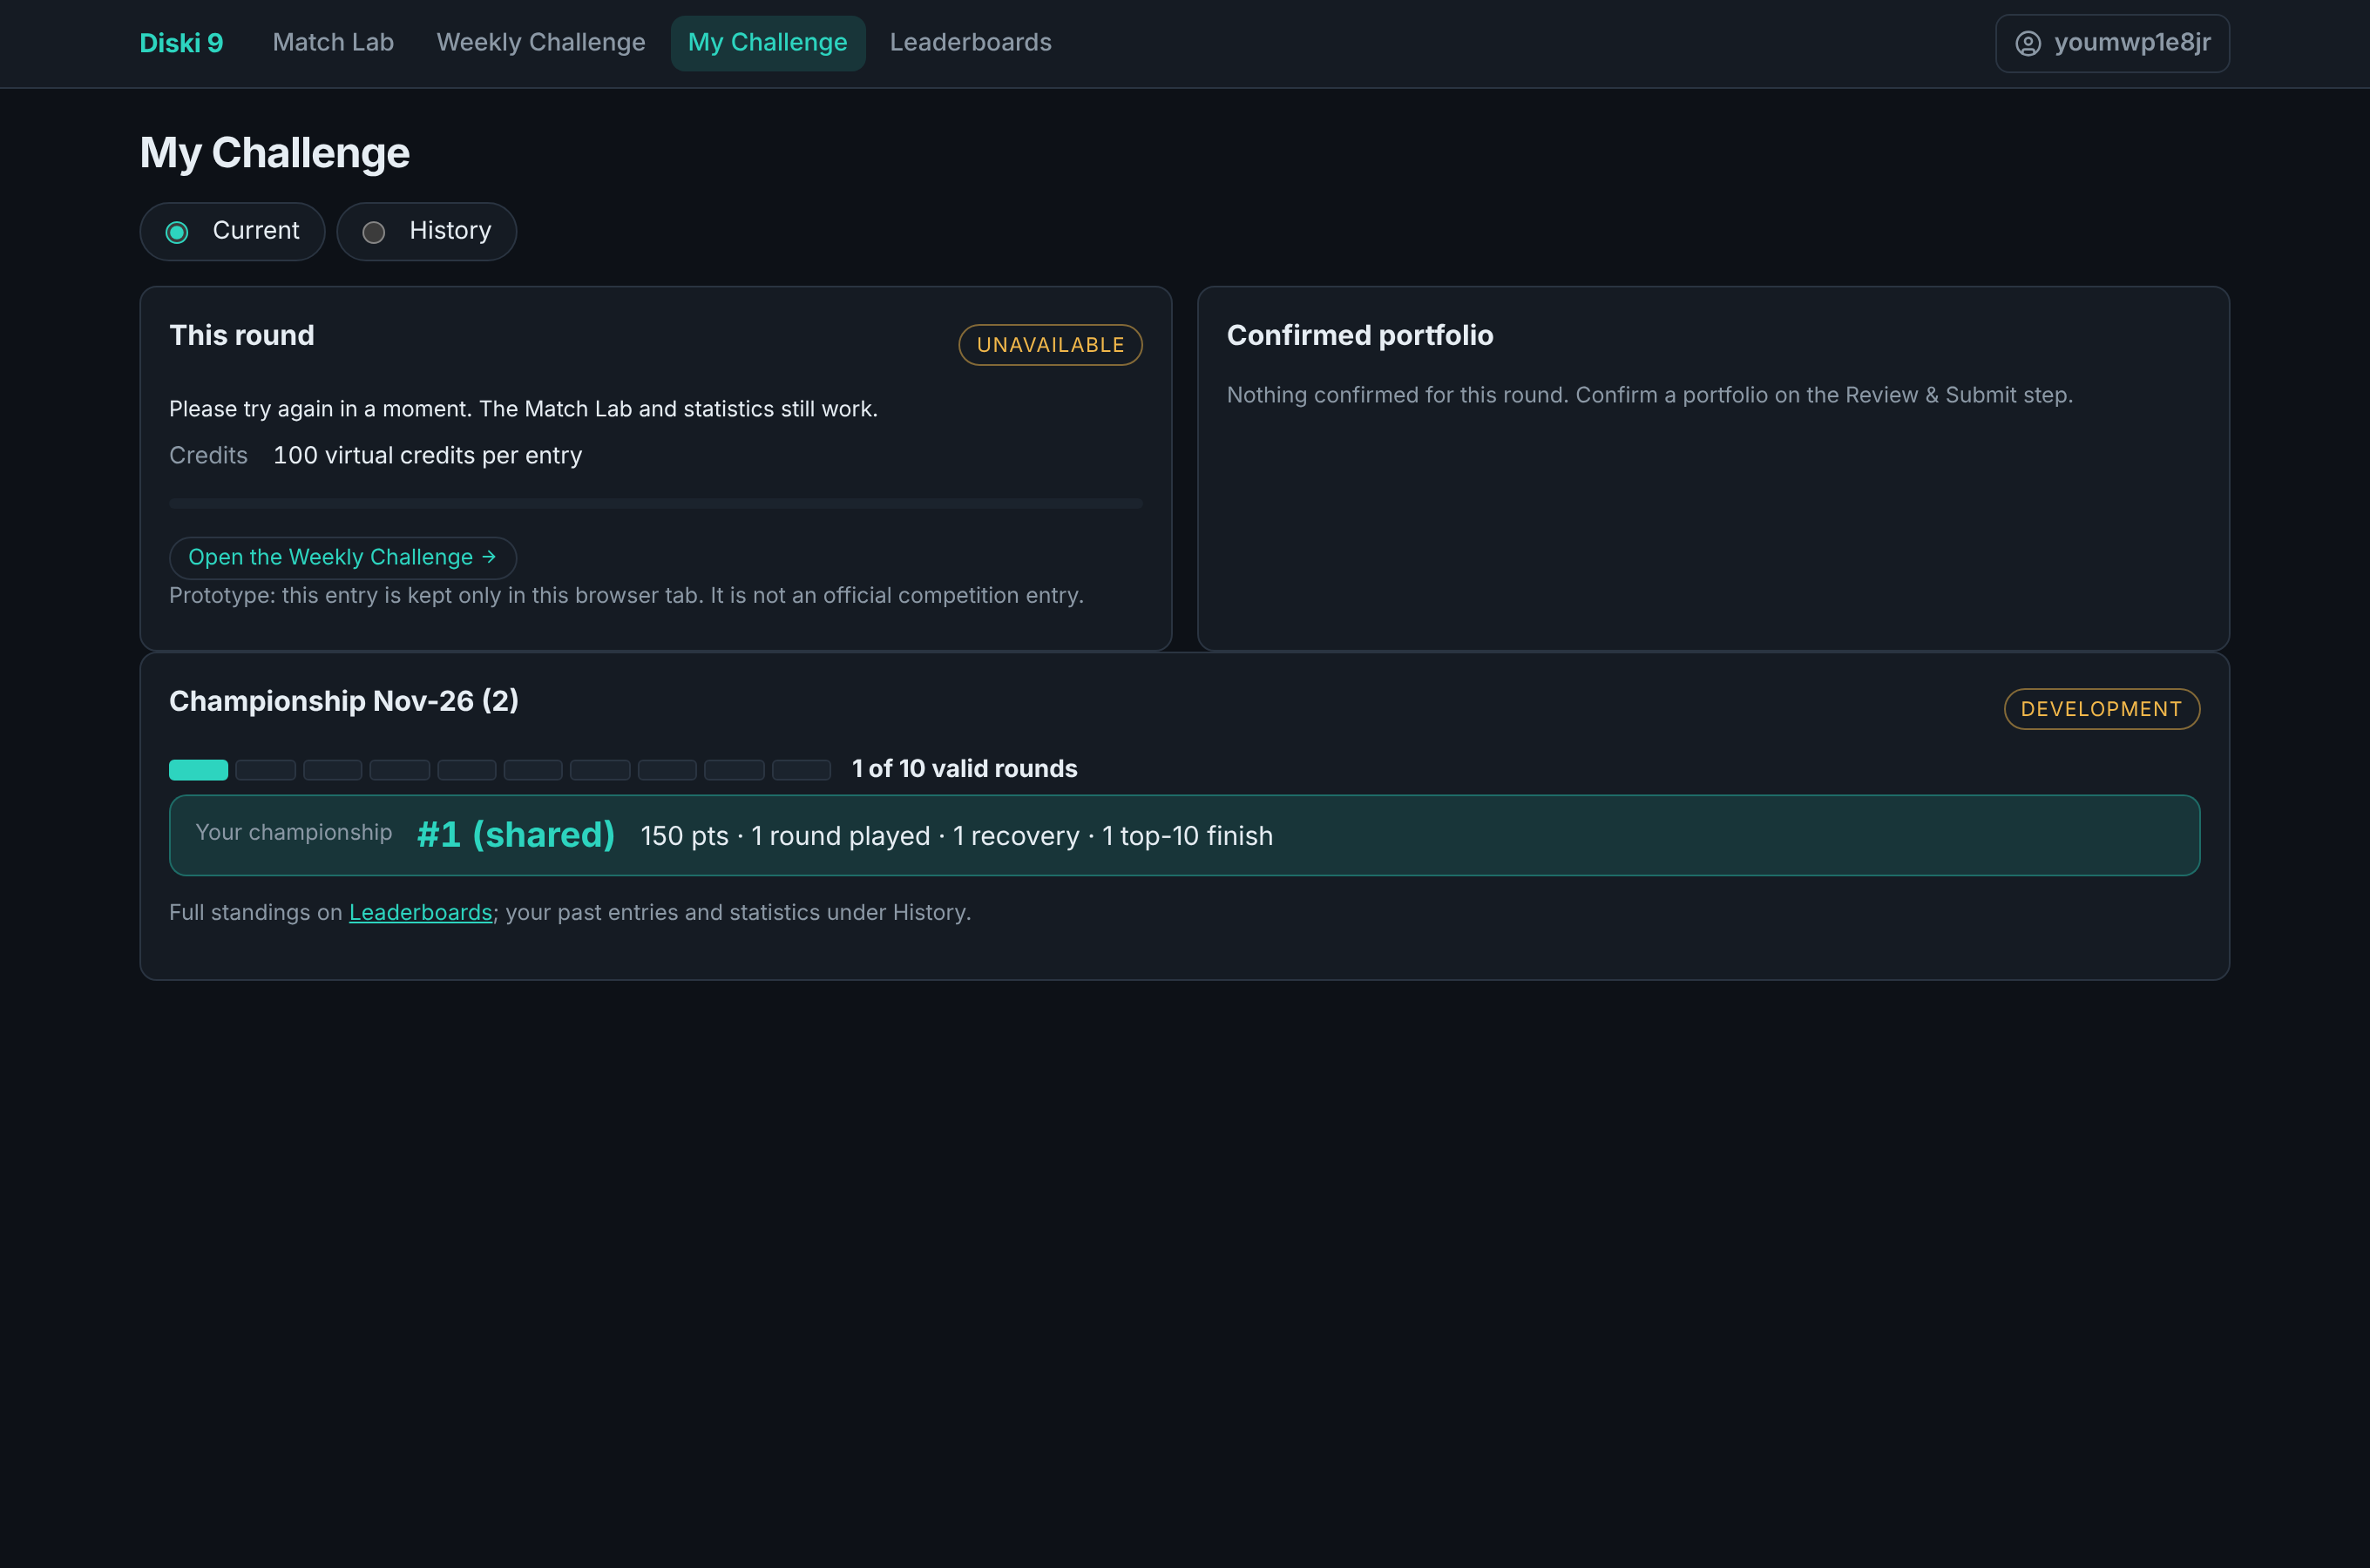 Diski 9 Match Lab Weekly Challenge My Challenge Leaderboards youmwp1e8jr
My Challenge
Current History
This round UNAVAILABLE
Please try again in a moment. The Match Lab and statistics still work.
Credits 100 virtual credits per entry
Open the Weekly Challenge →
Prototype: this entry is kept only in this browser tab. It is not an official competition entry.
Confirmed portfolio
Nothing confirmed for this round. Confirm a portfolio on the Review & Submit step.
Championship Nov-26 (2) DEVELOPMENT
1 of 10 valid rounds
Your championship #1 (shared) 150 pts · 1 round played · 1 recovery · 1 top-10 finish
Full standings on Leaderboards; your past entries and statistics under History.